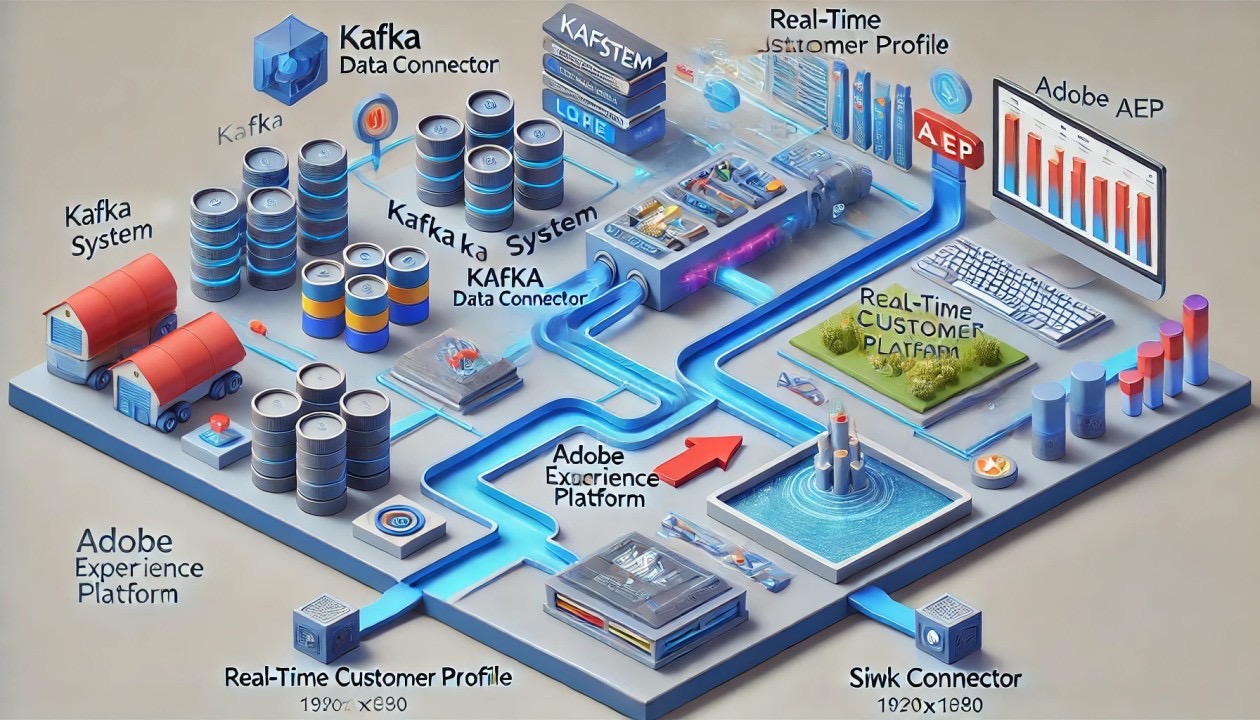 Kafka
Data Connector
KAFSTEM
LOPE
Real-Time
Customer Profile
Adobe AEP
AEP
Kafka
Kafka
System
Kafka ka System
KAFKA
Data Connector
Real-Time
CUSTOMER
PLATFAM
Adobe
Experience
Platform
Adobe
Experience
Platform
Real-Time Customer Profile
Siwk Connector
1920x1080